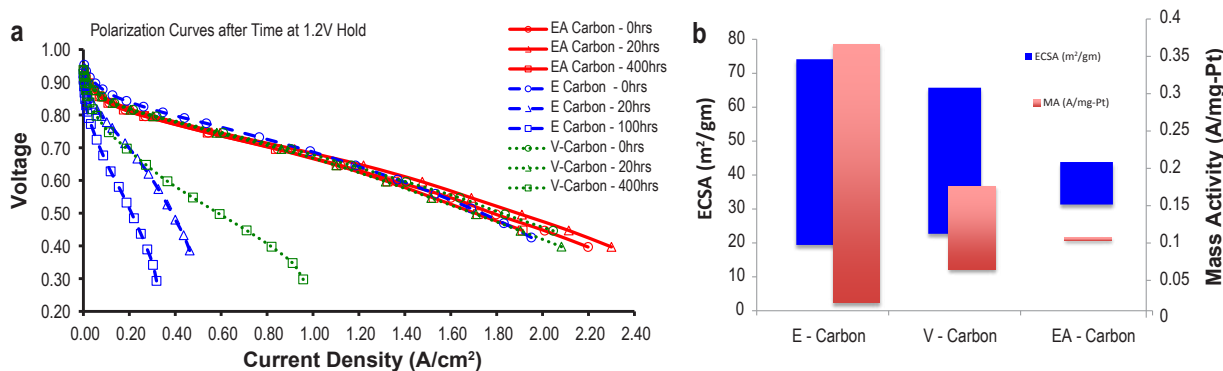 a
Polarization Curves after Time at 1.2V Hold
EA Carbon - 0hrs
EA Carbon - 20hrs
EA Carbon - 400hrs
E Carbon - 0hrs
E Carbon - 20hrs
E Carbon - 100hrs
V-Carbon - 0hrs
V-Carbon - 20hrs
V-Carbon - 400hrs
Voltage
1.00
0.90
0.80
0.70
0.60
0.50
0.40
0.30
0.20
0.00 0.20 0.40 0.60 0.80 1.00 1.20 1.40 1.60 1.80 2.00 2.20 2.40
Current Density (A/cm²)
b
ECSA (m²/gm)
80
70
60
50
40
30
20
10
0
ECSA (m²/gm)
MA (A/mg-Pt)
0.4
0.35
0.3
0.25
0.2
0.15
0.1
0.05
0
Mass Activity (A/mg-Pt)
E - Carbon V - Carbon EA - Carbon